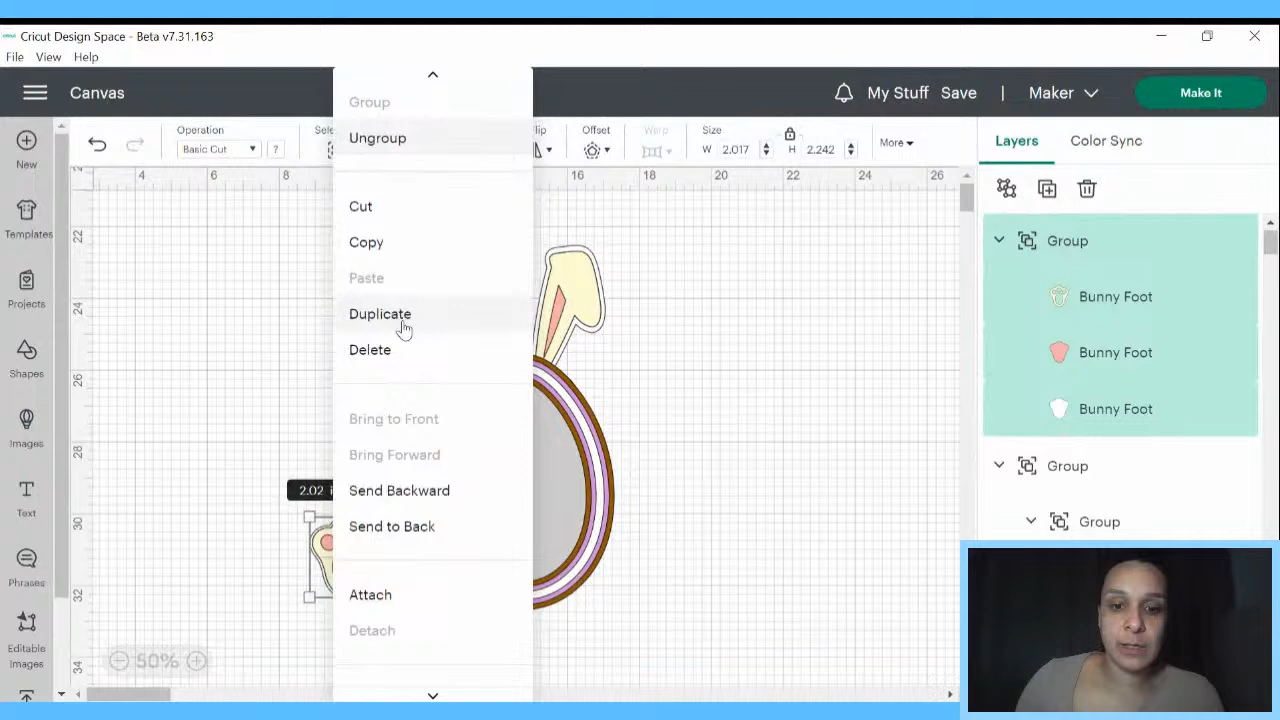 Cricut Design Space - Beta v7.31.163
File View Help
Canvas
My Stuff Save | Maker
Make It
New
Templates
Projects
Shapes
Images
Text
Phrases
Editable
Images
Operation
Basic Cut
?
Offset
Warp
Size
W 2.017
H 2.242
More
4 6 8 16 18 20 22 24 26
22
24
26
28
30
32
34
Group
Ungroup
Cut
Copy
Paste
Duplicate
Delete
Bring to Front
Bring Forward
Send Backward
Send to Back
Attach
Detach
2.02
50%
Layers Color Sync
Group
Bunny Foot
Bunny Foot
Bunny Foot
Group
Group